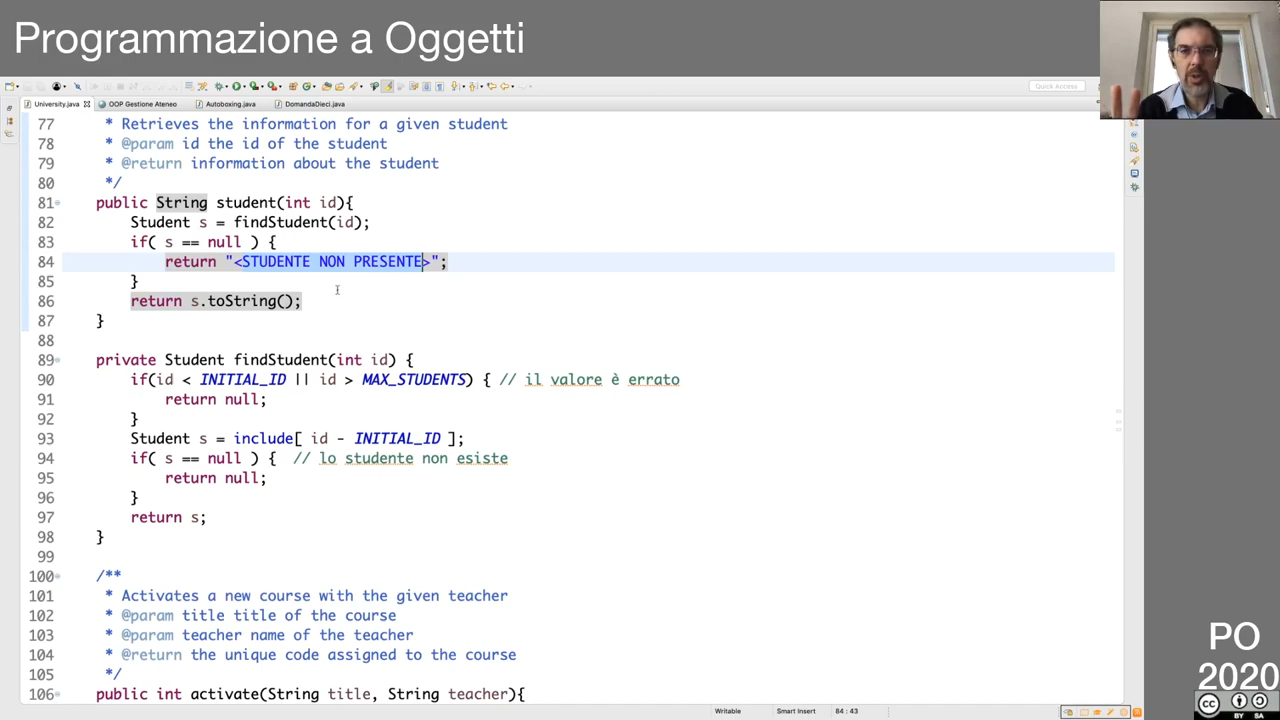 Programmazione a Oggetti
Quick Access
University.java
OOP Gestione Ateneo
Autoboxing.java
DomandaDieci.java
77 * Retrieves the information for a given student
78 * @param id the id of the student
79 * @return information about the student
80 */
81 public String student(int id){
82 Student s = findStudent(id);
83 if( s == null ) {
84 return "<STUDENTE NON PRESENTE>";
85 }
86 return s.toString();
87 }
88
89 private Student findStudent(int id) {
90 if(id < INITIAL_ID || id > MAX_STUDENTS) { // il valore è errato
91 return null;
92 }
93 Student s = include[ id - INITIAL_ID ];
94 if( s == null ) { // lo studente non esiste
95 return null;
96 }
97 return s;
98 }
99
100 /**
101 * Activates a new course with the given teacher
102 * @param title title of the course
103 * @param teacher name of the teacher
104 * @return the unique code assigned to the course
105 */
106 public int activate(String title, String teacher){
Writable
Smart Insert
84 : 43
PO
2020
CC
BY SA